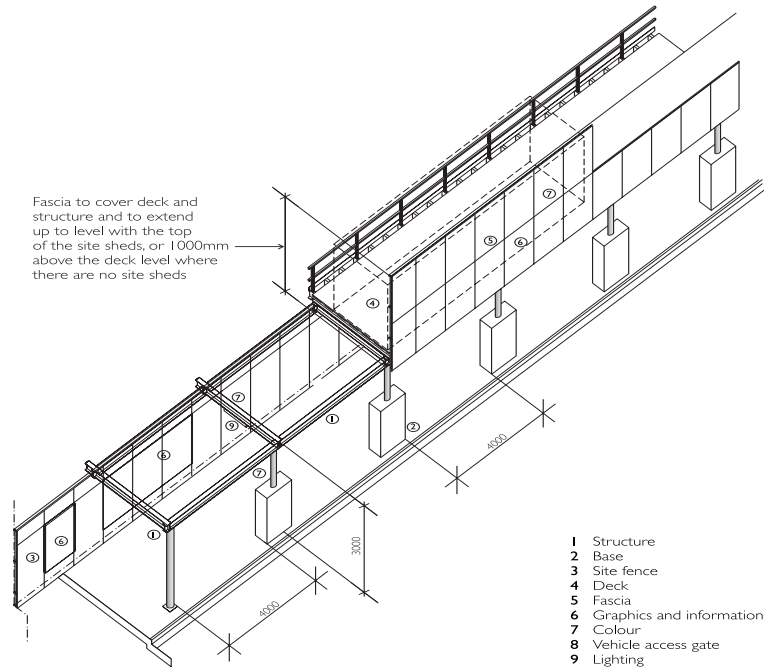 Fascia to cover deck and
structure and to extend
up to level with the top
of the site sheds, or 1000mm
above the deck level where
there are no site sheds
7
5
6
4
7
1
9
2
4000
6
7
3
6
1
3000
4000
1 Structure
2 Base
3 Site fence
4 Deck
5 Fascia
6 Graphics and information
7 Colour
8 Vehicle access gate
9 Lighting